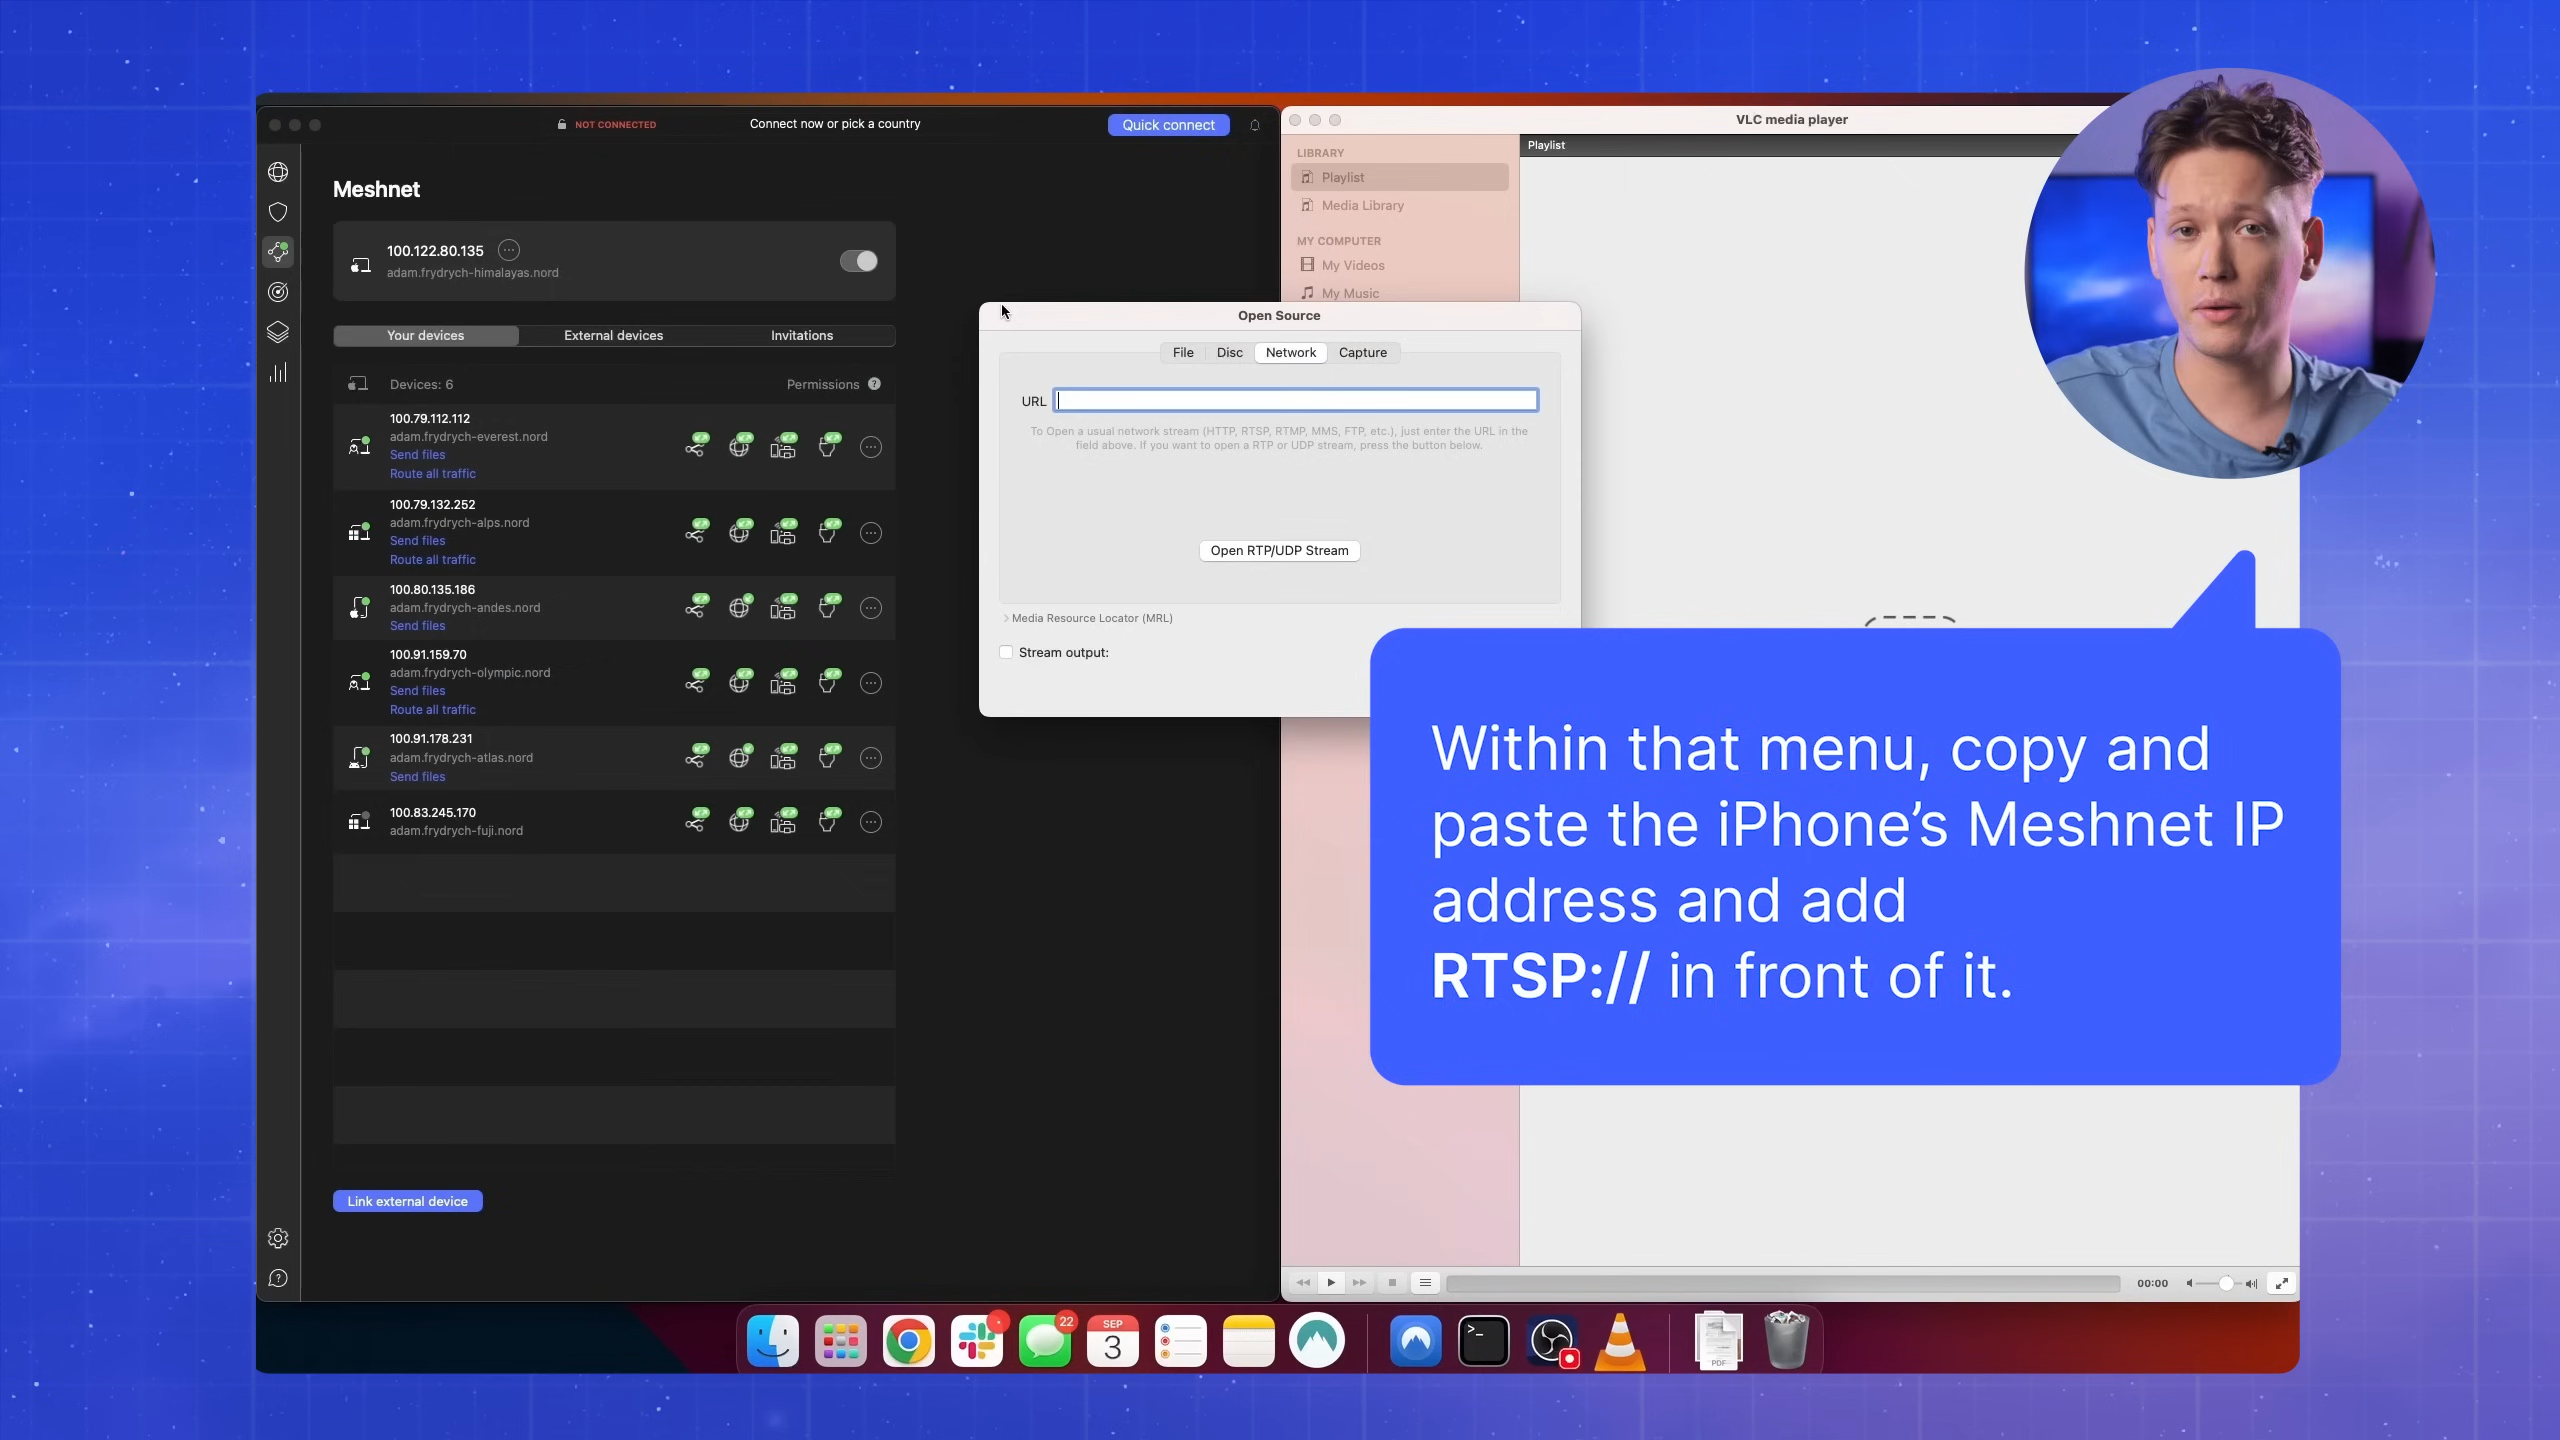 NOT CONNECTED
Connect now or pick a country
Quick connect
Meshnet
100.122.80.135
adam.frydrych-himalayas.nord
Your devices
External devices
Invitations
Devices: 6
Permissions ?
100.79.112.112
adam.frydrych-everest.nord
Send files
Route all traffic
100.79.132.252
adam.frydrych-alps.nord
Send files
Route all traffic
100.80.135.186
adam.frydrych-andes.nord
Send files
100.91.159.70
adam.frydrych-olympic.nord
Send files
Route all traffic
100.91.178.231
adam.frydrych-atlas.nord
Send files
100.83.245.170
adam.frydrych-fuji.nord
Link external device
VLC media player
LIBRARY
Playlist
Media Library
MY COMPUTER
My Videos
My Music
Playlist
Open Source
File
Disc
Network
Capture
URL
To Open a usual network stream (HTTP, RTSP, RTMP, MMS, FTP, etc.), just enter the URL in the
field above. If you want to open a RTP or UDP stream, press the button below.
Open RTP/UDP Stream
Media Resource Locator (MRL)
Stream output:
Within that menu, copy and
paste the iPhone’s Meshnet IP
address and add
RTSP:// in front of it.
00:00
22
SEP
3
PDF